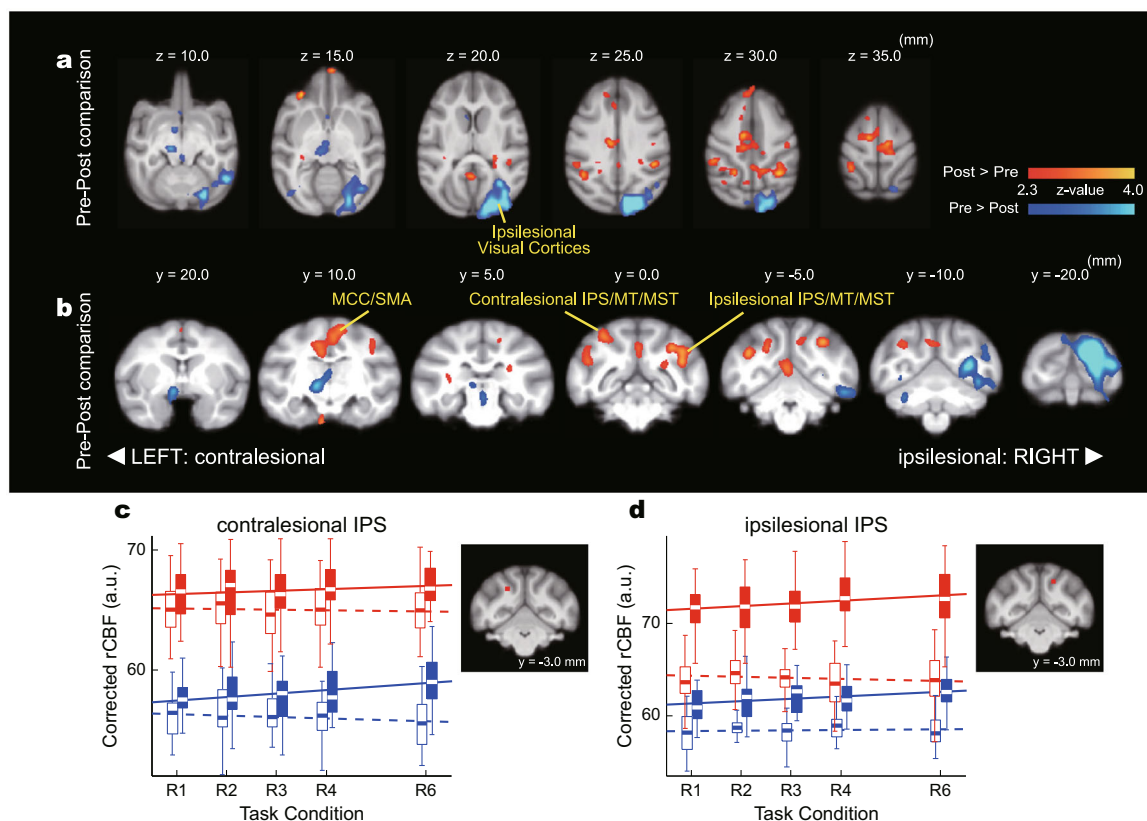 a
Pre-Post comparison
z = 10.0
z = 15.0
z = 20.0
z = 25.0
z = 30.0
z = 35.0
(mm)
Post > Pre
2.3 z-value 4.0
Pre > Post
Ipsilesional
Visual Cortices
b
Pre-Post comparison
y = 20.0
y = 10.0
y = 5.0
y = 0.0
y = -5.0
y = -10.0
y = -20.0
(mm)
MCC/SMA
Contralesional IPS/MT/MST
Ipsilesional IPS/MT/MST
◀ LEFT: contralesional
ipsilesional: RIGHT ▶
c
contralesional IPS
Corrected rCBF (a.u.)
70
60
R1 R2 R3 R4 R6
Task Condition
y = -3.0 mm
d
ipsilesional IPS
Corrected rCBF (a.u.)
70
60
R1 R2 R3 R4 R6
Task Condition
y = -3.0 mm